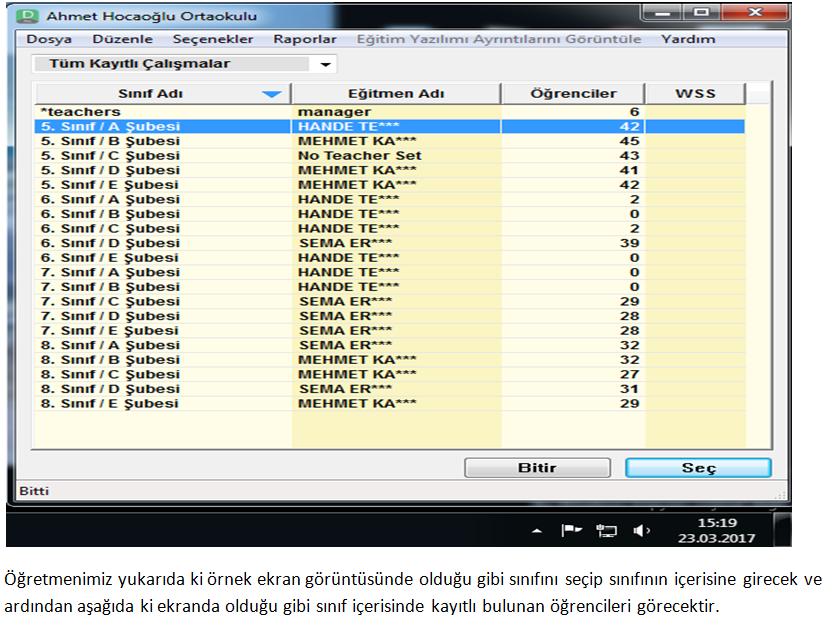 Ahmet Hocaoğlu Ortaokulu
Dosya Düzenle Seçenekler Raporlar Eğitim Yazılımı Ayrıntılarını Görüntüle Yardım
Tüm Kayıtlı Çalışmalar
Sınıf Adı Eğitmen Adı Öğrenciler WSS
*teachers manager 6
5. Sınıf / A Şubesi HANDE TE*** 42
5. Sınıf / B Şubesi MEHMET KA*** 45
5. Sınıf / C Şubesi No Teacher Set 43
5. Sınıf / D Şubesi MEHMET KA*** 41
5. Sınıf / E Şubesi MEHMET KA*** 42
6. Sınıf / A Şubesi HANDE TE*** 2
6. Sınıf / B Şubesi HANDE TE*** 0
6. Sınıf / C Şubesi HANDE TE*** 2
6. Sınıf / D Şubesi SEMA ER*** 39
6. Sınıf / E Şubesi HANDE TE*** 0
7. Sınıf / A Şubesi HANDE TE*** 0
7. Sınıf / B Şubesi HANDE TE*** 0
7. Sınıf / C Şubesi SEMA ER*** 29
7. Sınıf / D Şubesi SEMA ER*** 28
7. Sınıf / E Şubesi SEMA ER*** 28
8. Sınıf / A Şubesi SEMA ER*** 32
8. Sınıf / B Şubesi MEHMET KA*** 32
8. Sınıf / C Şubesi MEHMET KA*** 27
8. Sınıf / D Şubesi SEMA ER*** 31
8. Sınıf / E Şubesi MEHMET KA*** 29
Bitir Seç
Bitti
15:19
23.03.2017
Öğretmenimiz yukarıda ki örnek ekran görüntüsünde olduğu gibi sınıfını seçip sınıfının içerisine girecek ve
ardından aşağıda ki ekranda olduğu gibi sınıf içerisinde kayıtlı bulunan öğrencileri görecektir.